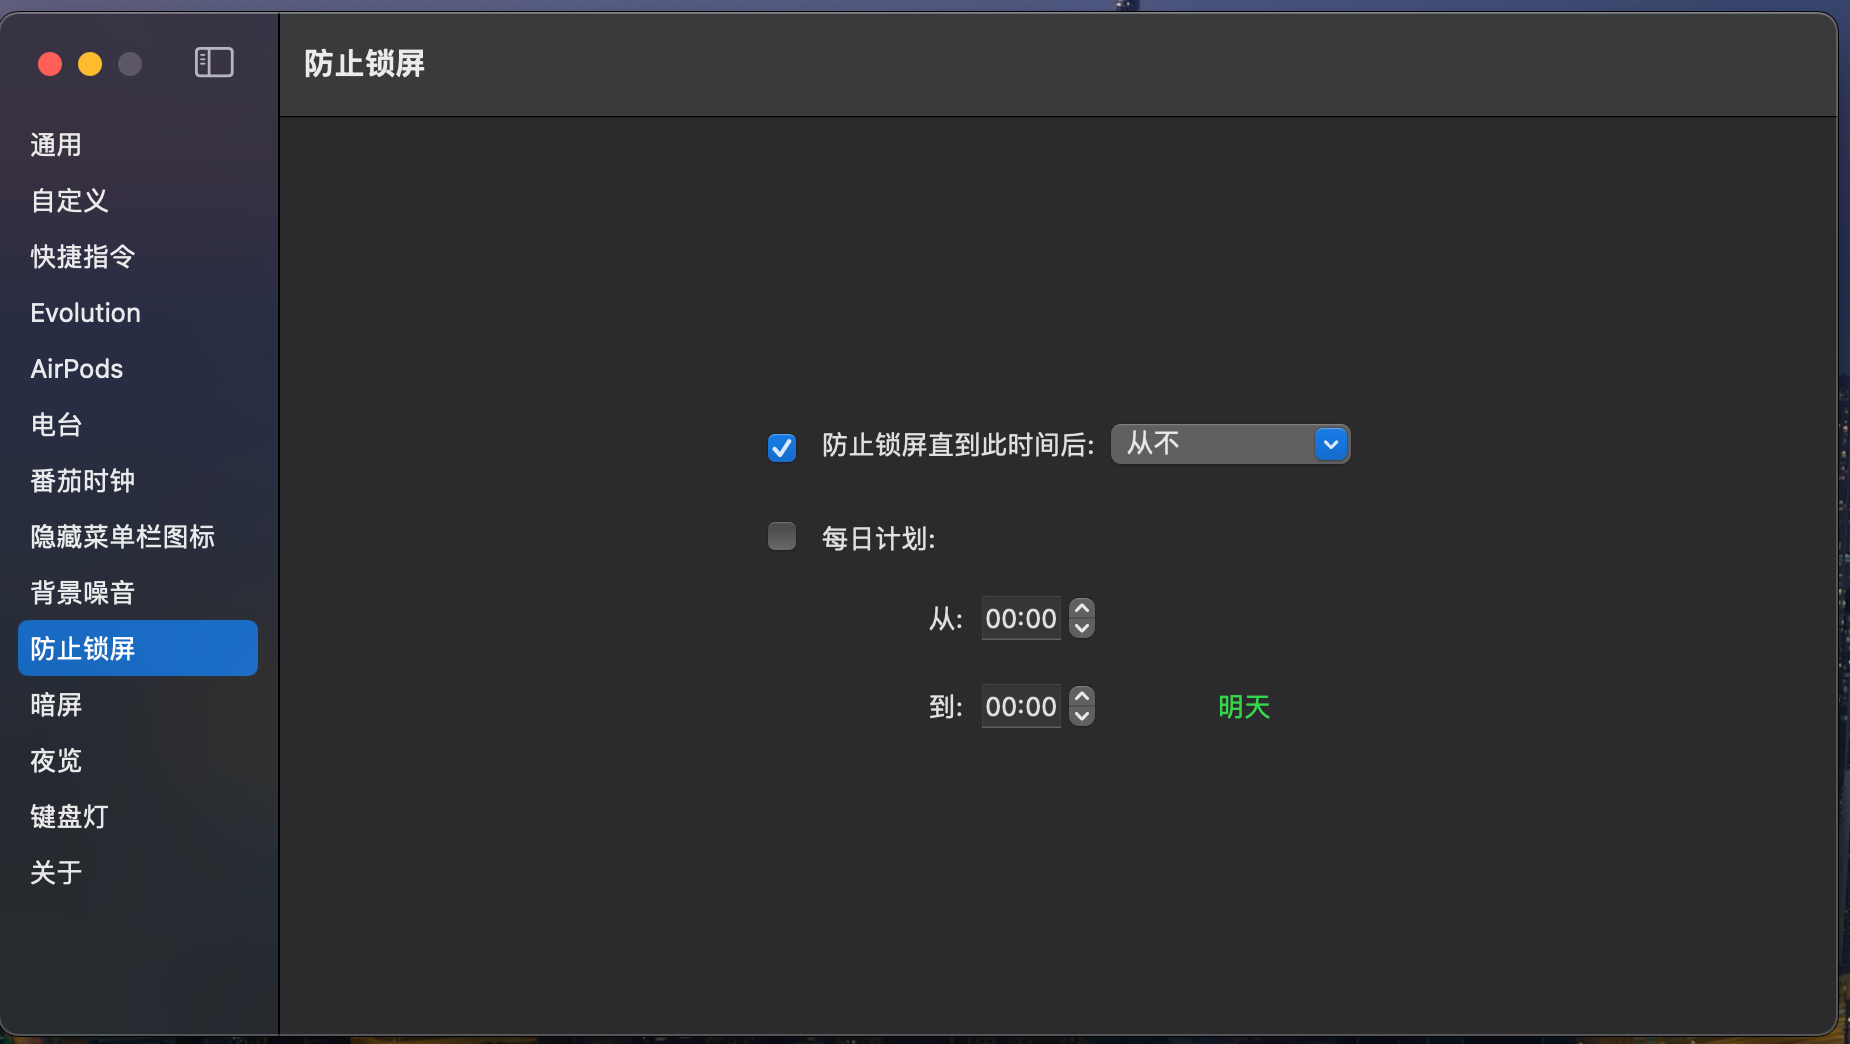 防止锁屏
通用
自定义
快捷指令
Evolution
AirPods
电台
番茄时钟
隐藏菜单栏图标
背景噪音
防止锁屏
暗屏
夜览
键盘灯
关于
防止锁屏直到此时间后: 从不
每日计划:
从: 00:00
到: 00:00 明天